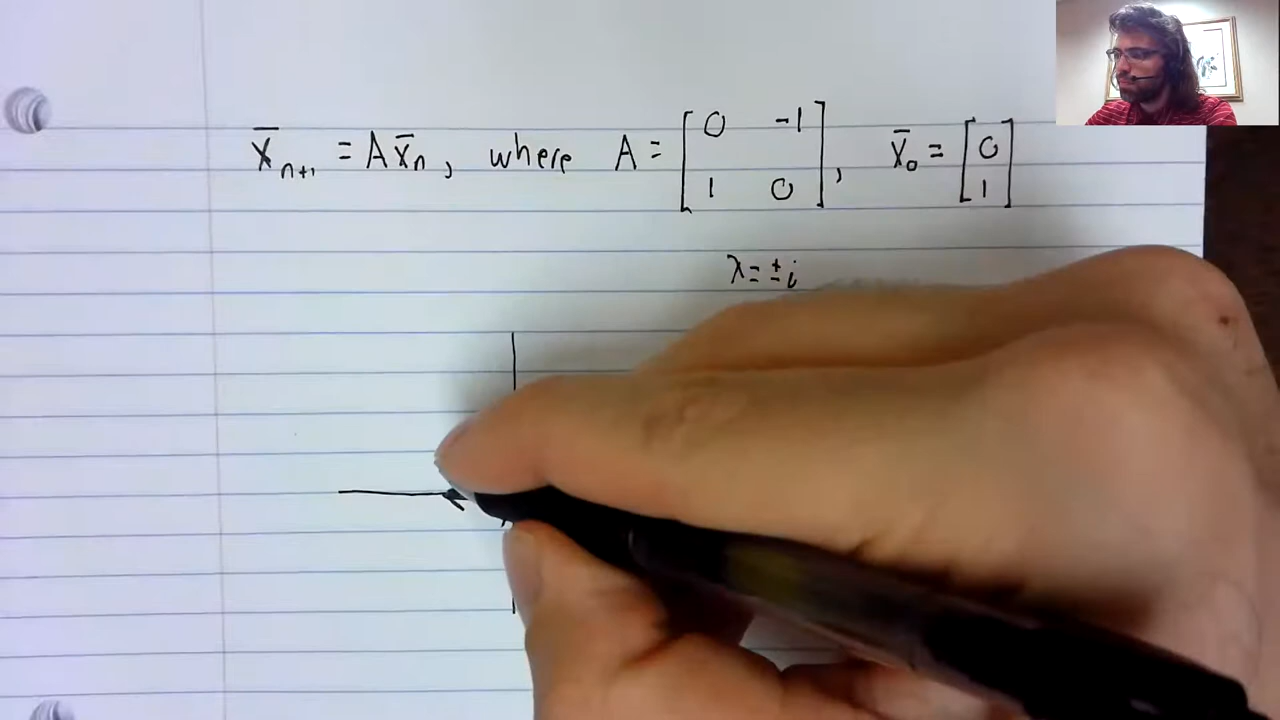 x̄ₙ₊₁ = Ax̄ₙ, where A = [0 -1; 1 0], x̄₀ = [0; 1]
λ = ± i